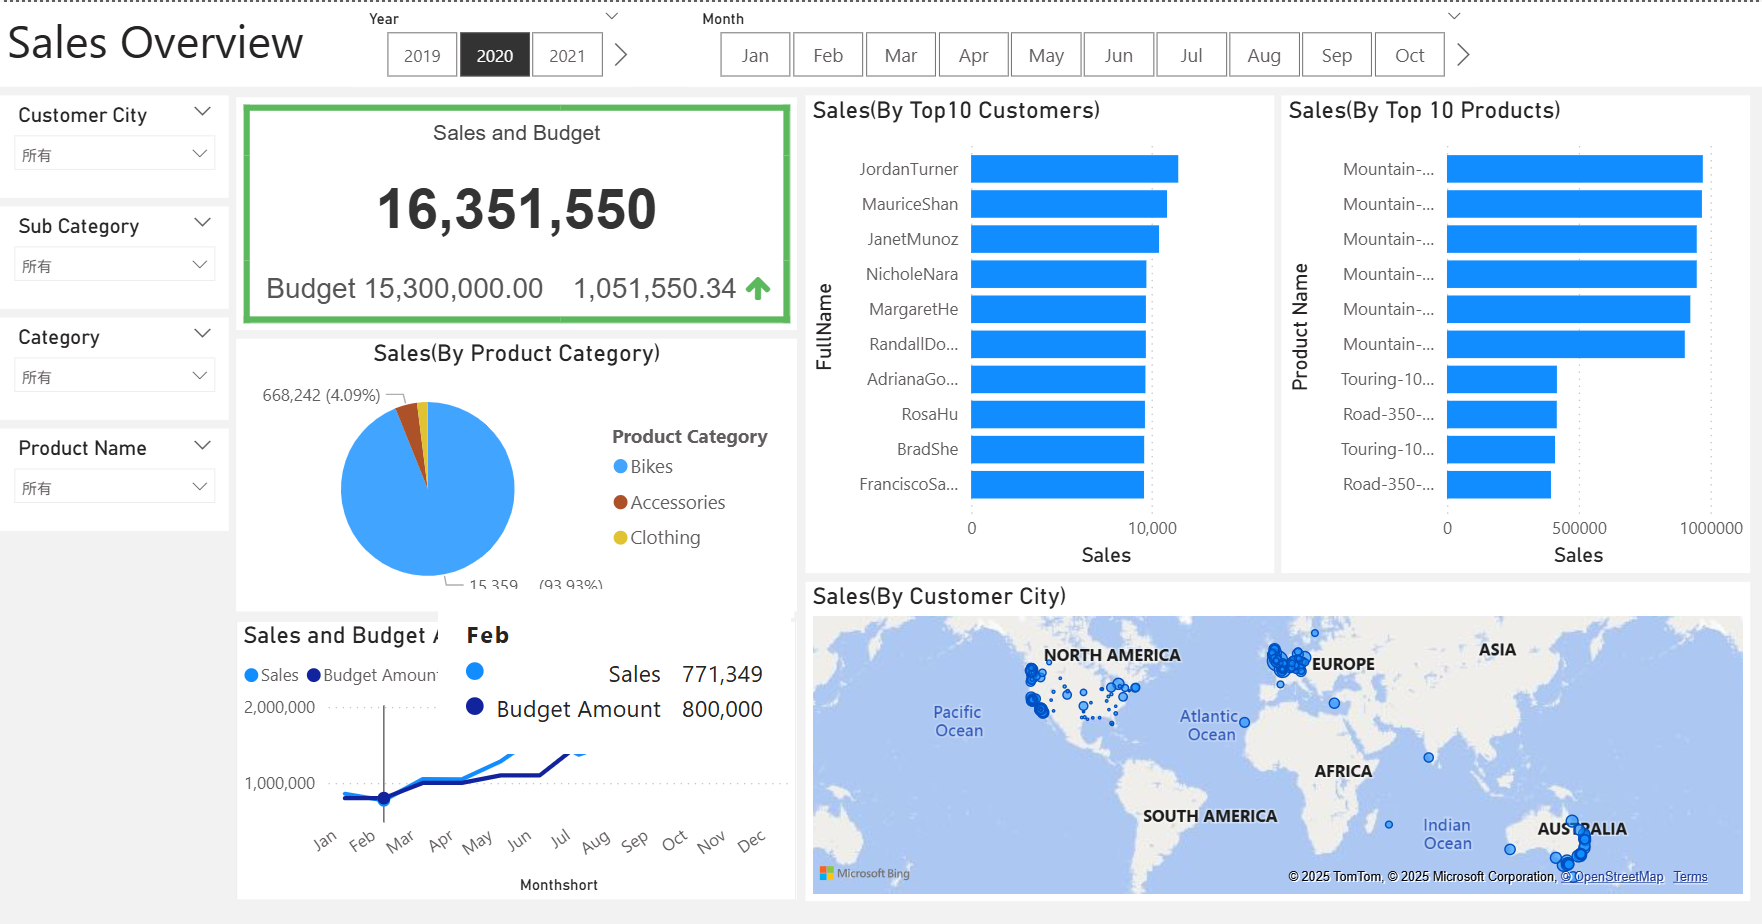 Sales Overview
Year
2019
2020
2021
Month
Jan
Feb
Mar
Apr
May
Jun
Jul
Aug
Sep
Oct
Customer City
所有
Sub Category
所有
Category
所有
Product Name
所有
Sales and Budget
16,351,550
Budget 15,300,000.00
1,051,550.34
Sales(By Product Category)
668,242 (4.09%)
Product Category
Bikes
Accessories
Clothing
15,359 (93.93%)
Sales and Budget A
Sales
Budget Amoun
2,000,000
1,000,000
Jan
Feb
Mar
Apr
May
Jun
Jul
Aug
Sep
Oct
Nov
Dec
Monthshort
Feb
Sales 771,349
Budget Amount 800,000
Sales(By Top10 Customers)
FullName
JordanTurner
MauriceShan
JanetMunoz
NicholeNara
MargaretHe
RandallDo...
AdrianaGo...
RosaHu
BradShe
FranciscoSa...
0
10,000
Sales
Sales(By Top 10 Products)
Product Name
Mountain-...
Mountain-...
Mountain-...
Mountain-...
Mountain-...
Mountain-...
Touring-10...
Road-350-...
Touring-10...
Road-350-...
0
500000
1000000
Sales
Sales(By Customer City)
NORTH AMERICA
EUROPE
ASIA
Pacific
Ocean
Atlantic
Ocean
AFRICA
SOUTH AMERICA
Indian
Ocean
AUSTRALIA
Microsoft Bing
© 2025 TomTom, © 2025 Microsoft Corporation, © OpenStreetMap Terms